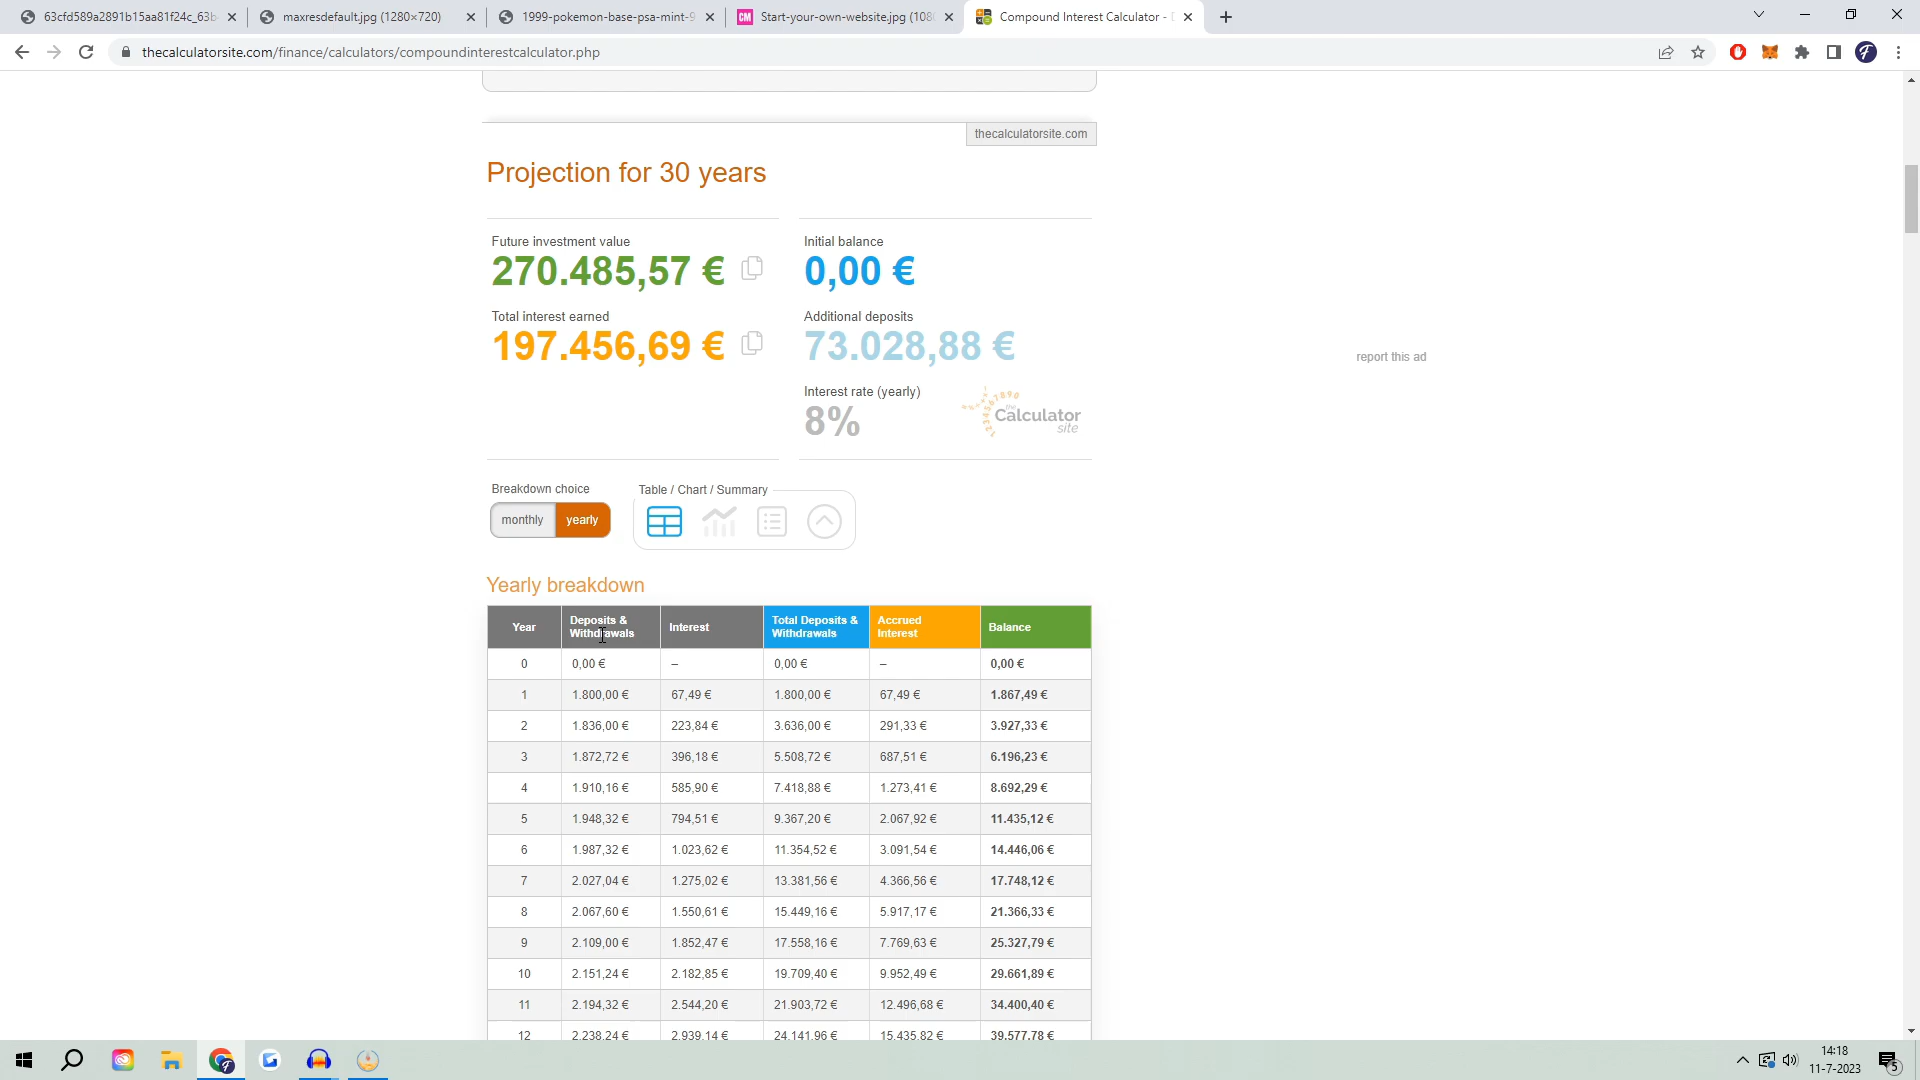 63cfd589a2891b15aa81f24c_63b
maxresdefault.jpg (1280×720)
1999-pokemon-base-psa-mint-9
CM Start-your-own-website.jpg (108
Compound Interest Calculator -
thecalculatorsite.com/finance/calculators/compoundinterestcalculator.php
thecalculatorsite.com
Projection for 30 years
Future investment value
270.485,57 €
Initial balance
0,00 €
Total interest earned
197.456,69 €
Additional deposits
73.028,88 €
report this ad
Interest rate (yearly)
8%
1234567890
the
Calculator
site
Breakdown choice
monthly yearly
Table / Chart / Summary
Yearly breakdown
Year Deposits & Withdrawals Interest Total Deposits & Withdrawals Accrued Interest Balance
0 0,00 € – 0,00 € – 0,00 €
1 1.800,00 € 67,49 € 1.800,00 € 67,49 € 1.867,49 €
2 1.836,00 € 223,84 € 3.636,00 € 291,33 € 3.927,33 €
3 1.872,72 € 396,18 € 5.508,72 € 687,51 € 6.196,23 €
4 1.910,16 € 585,90 € 7.418,88 € 1.273,41 € 8.692,29 €
5 1.948,32 € 794,51 € 9.367,20 € 2.067,92 € 11.435,12 €
6 1.987,32 € 1.023,62 € 11.354,52 € 3.091,54 € 14.446,06 €
7 2.027,04 € 1.275,02 € 13.381,56 € 4.366,56 € 17.748,12 €
8 2.067,60 € 1.550,61 € 15.449,16 € 5.917,17 € 21.366,33 €
9 2.109,00 € 1.852,47 € 17.558,16 € 7.769,63 € 25.327,79 €
10 2.151,24 € 2.182,85 € 19.709,40 € 9.952,49 € 29.661,89 €
11 2.194,32 € 2.544,20 € 21.903,72 € 12.496,68 € 34.400,40 €
12 2.238,24 € 2.939,14 € 24.141,96 € 15.435,82 € 39.577,78 €
14:18
11-7-2023
5